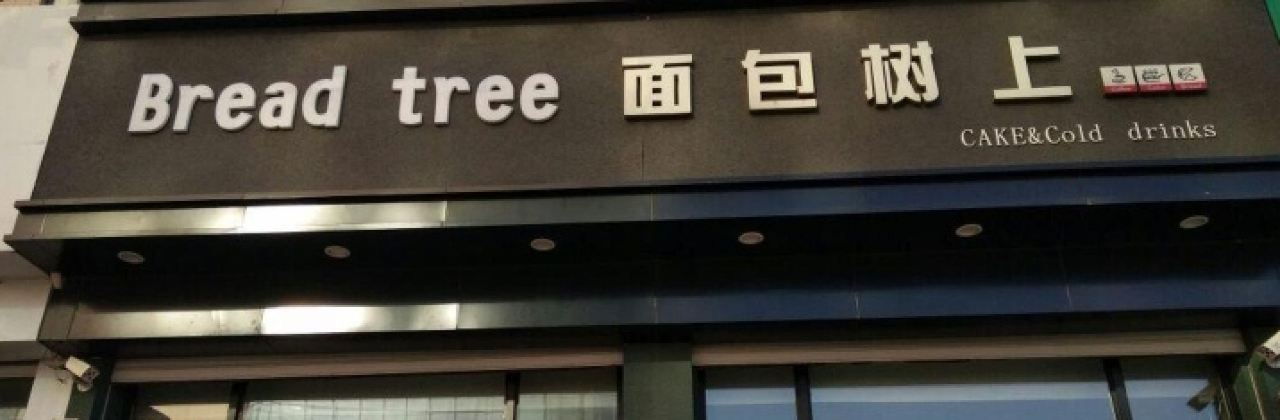 Bread tree 面包树上
CAKE&Cold drinks